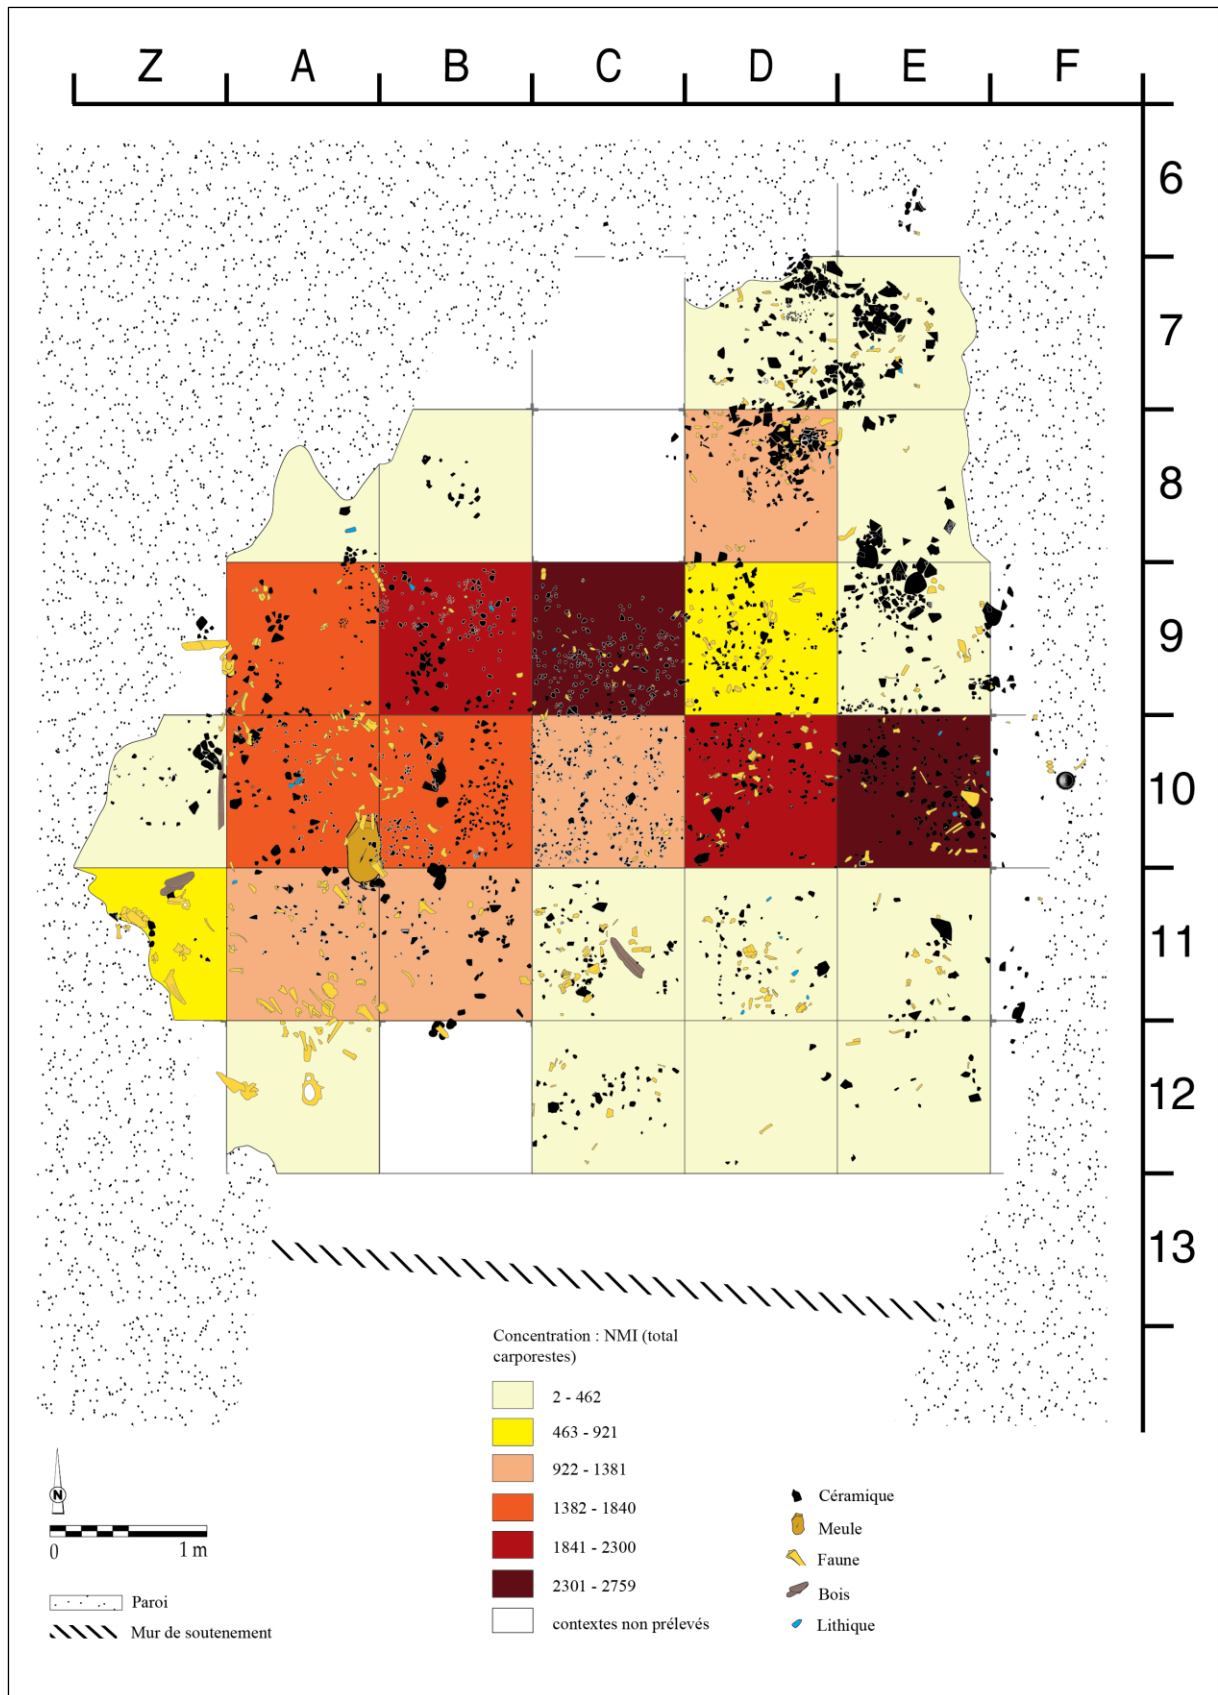 Z A B C D E F
6
7
8
9
10
11
12
13
Concentration : NMI (total
carporestes)
2 - 462
463 - 921
922 - 1381
1382 - 1840
1841 - 2300
2301 - 2759
contextes non prélevés
N
0 1 m
Paroi
Mur de soutenement
Céramique
Meule
Faune
Bois
Lithique